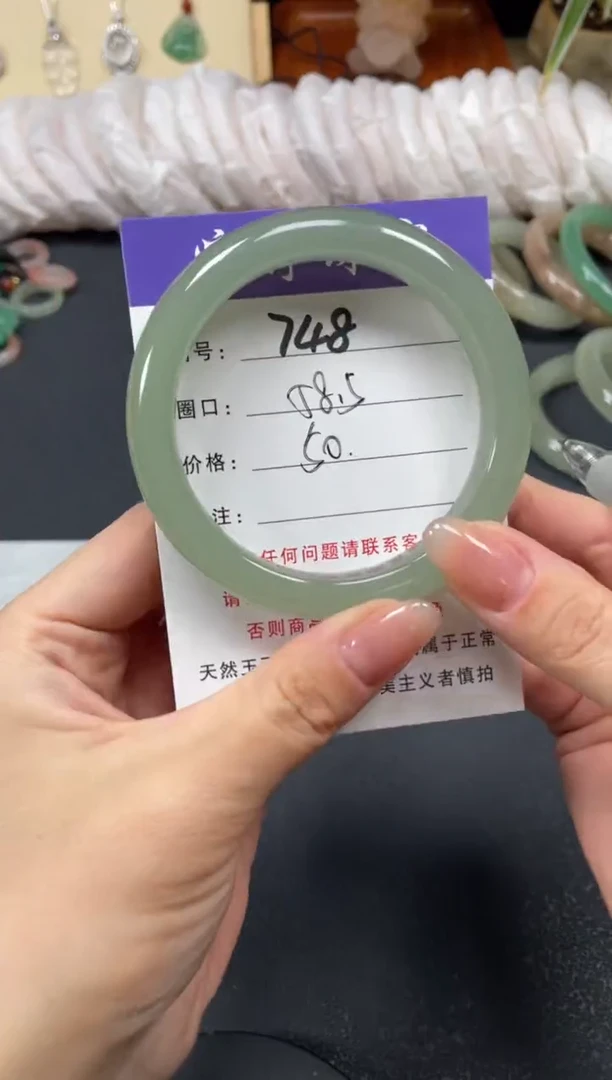 号：748
圈口：58.5
价格：50.
注：
任何问题请联系客
请
否则商
天然玉 属于正常
美主义者慎拍